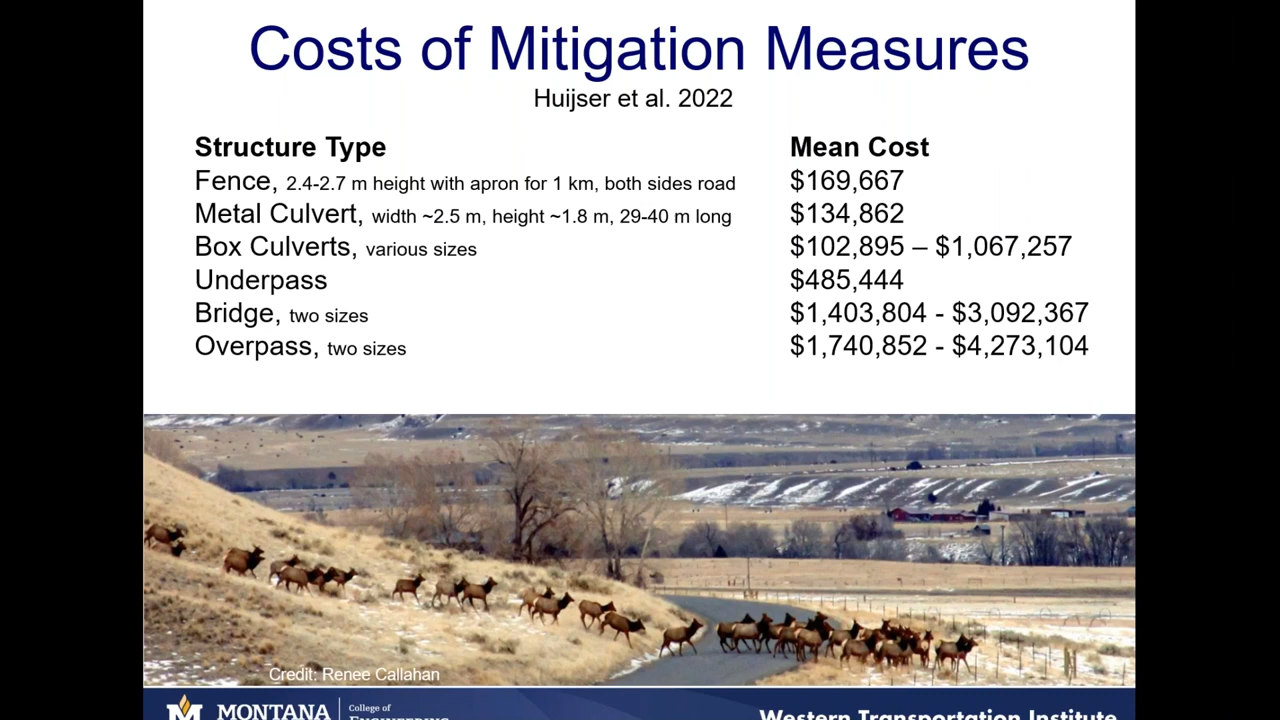 Costs of Mitigation Measures
Huijser et al. 2022
Structure Type Mean Cost
Fence, 2.4-2.7 m height with apron for 1 km, both sides road $169,667
Metal Culvert, width ~2.5 m, height ~1.8 m, 29-40 m long $134,862
Box Culverts, various sizes $102,895 – $1,067,257
Underpass $485,444
Bridge, two sizes $1,403,804 - $3,092,367
Overpass, two sizes $1,740,852 - $4,273,104
Credit: Renee Callahan
M MONTANA College of
ENGINEERING
Western Transportation Institute